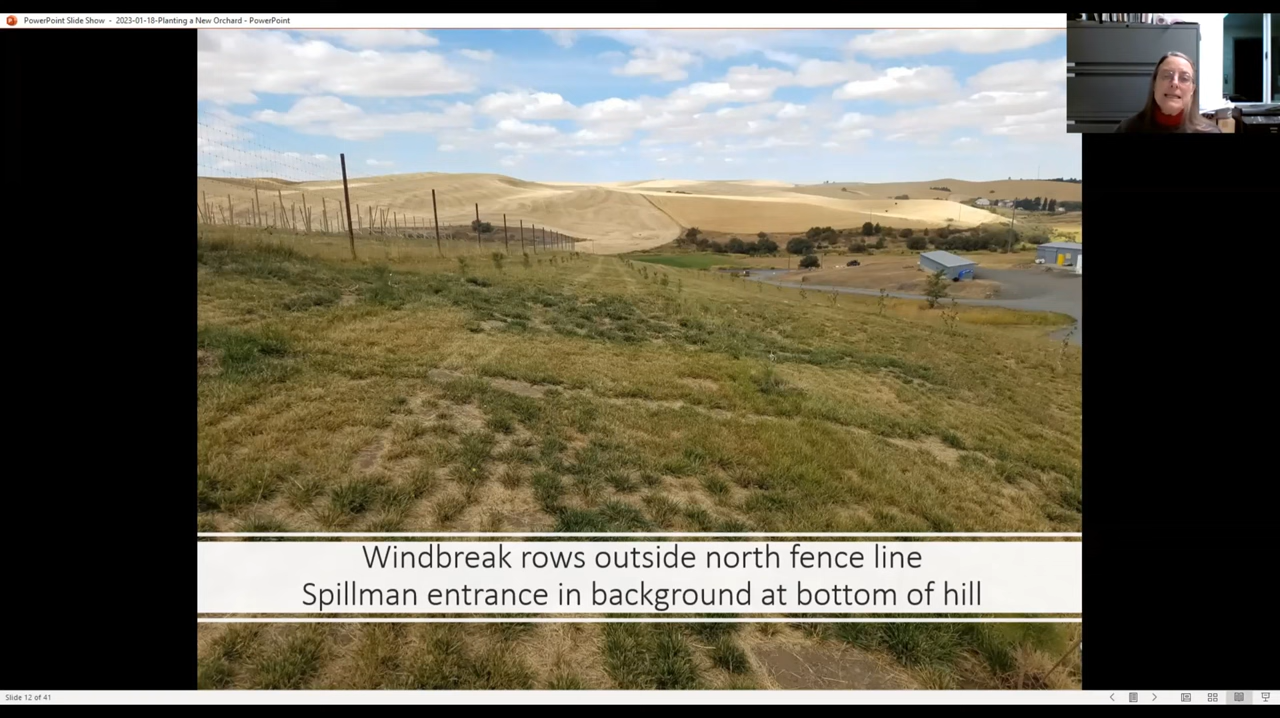 PowerPoint Slide Show - 2023-01-18-Planting a New Orchard - PowerPoint
Windbreak rows outside north fence line
Spillman entrance in background at bottom of hill
Slide 12 of 41